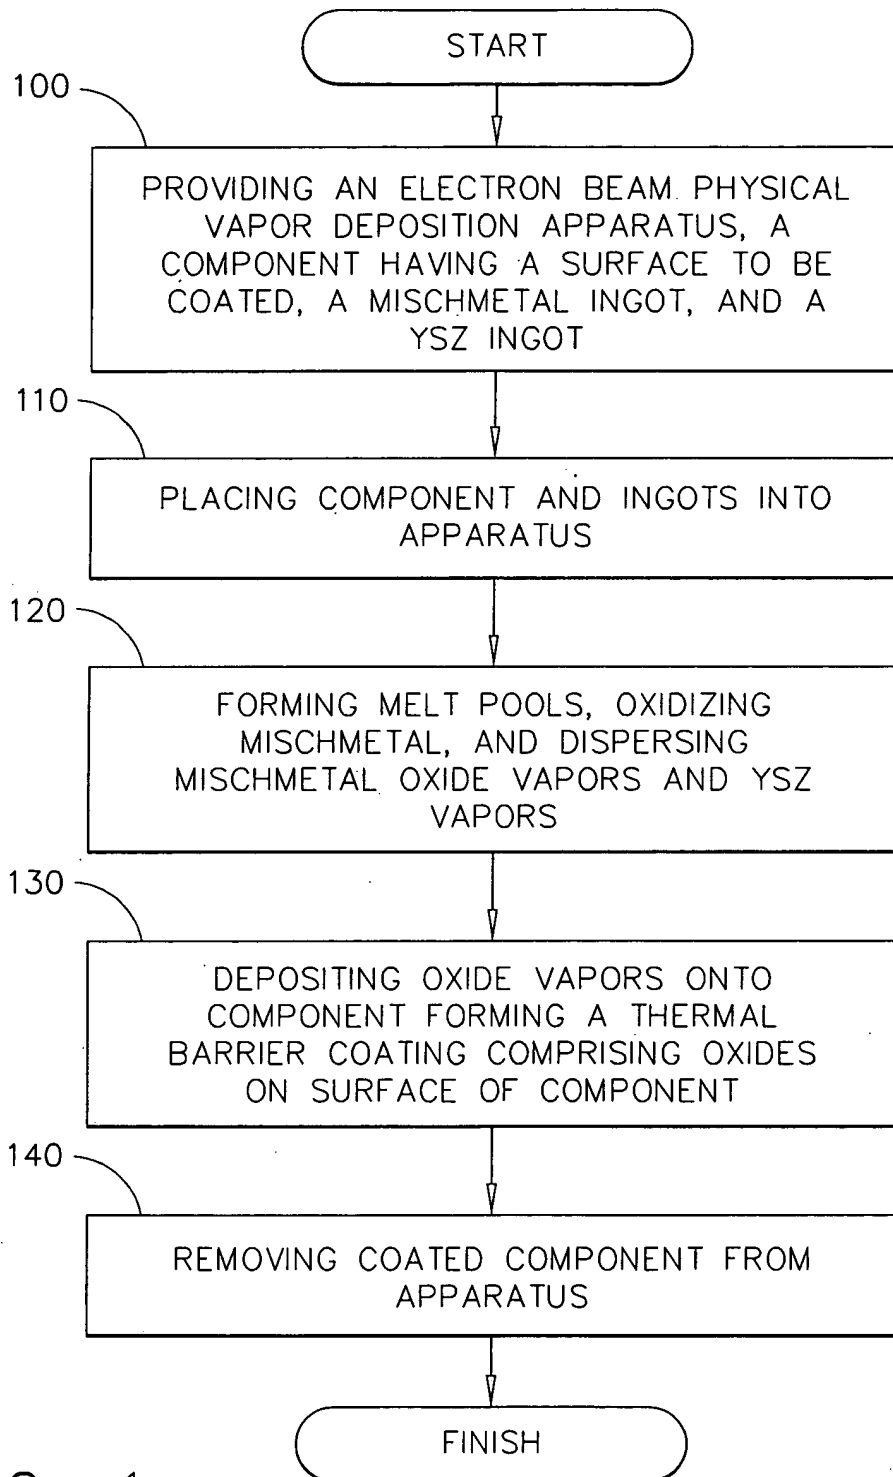 START
100
PROVIDING AN ELECTRON BEAM PHYSICAL
VAPOR DEPOSITION APPARATUS, A
COMPONENT HAVING A SURFACE TO BE
COATED, A MISCHMETAL INGOT, AND A
YSZ INGOT
110
PLACING COMPONENT AND INGOTS INTO
APPARATUS
120
FORMING MELT POOLS, OXIDIZING
MISCHMETAL, AND DISPERSING
MISCHMETAL OXIDE VAPORS AND YSZ
VAPORS
130
DEPOSITING OXIDE VAPORS ONTO
COMPONENT FORMING A THERMAL
BARRIER COATING COMPRISING OXIDES
ON SURFACE OF COMPONENT
140
REMOVING COATED COMPONENT FROM
APPARATUS
FINISH